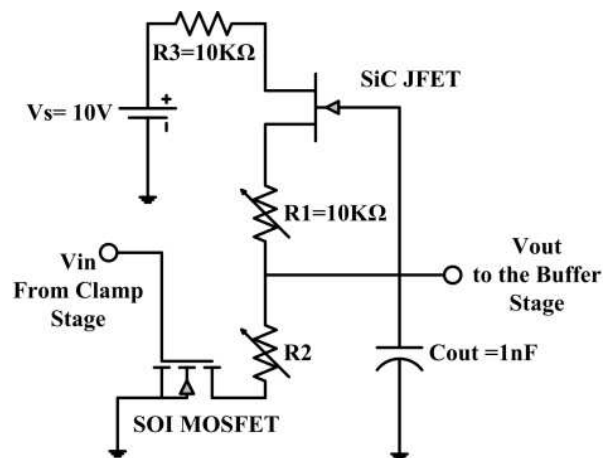 R3=10KΩ
SiC JFET
Vs= 10V
+
-
R1=10KΩ
Vin
From Clamp
Stage
Vout
to the Buffer
Stage
R2
Cout =1nF
SOI MOSFET